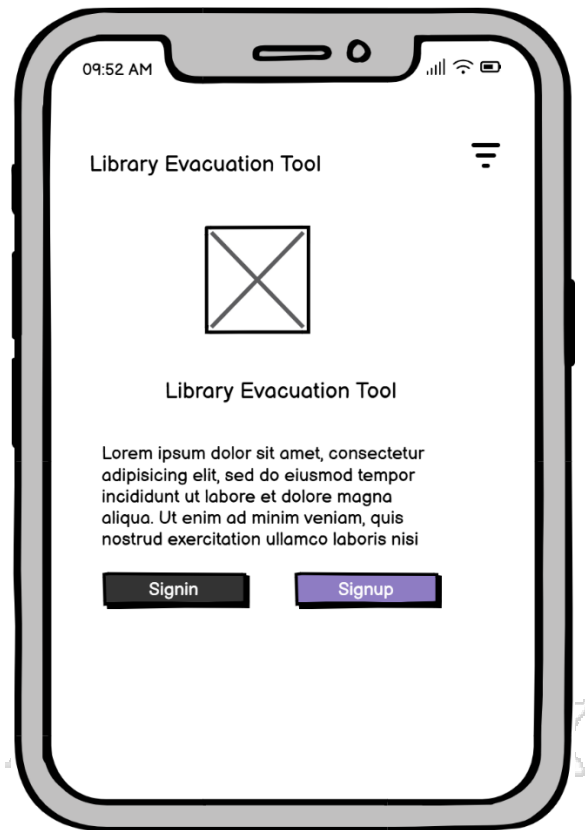 09:52 AM
Library Evacuation Tool
Library Evacuation Tool
Lorem ipsum dolor sit amet, consectetur
adipisicing elit, sed do eiusmod tempor
incididunt ut labore et dolore magna
aliqua. Ut enim ad minim veniam, quis
nostrud exercitation ullamco laboris nisi
Signin Signup